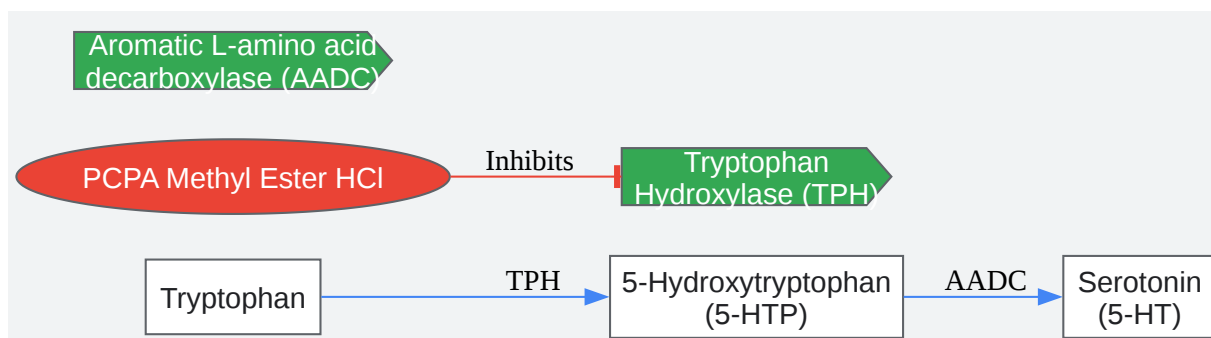 Aromatic L-amino acid
decarboxylase (AADC)
PCPA Methyl Ester HCl
Inhibits
Tryptophan
Hydroxylase (TPH)
Tryptophan
TPH
5-Hydroxytryptophan
(5-HTP)
AADC
Serotonin
(5-HT)